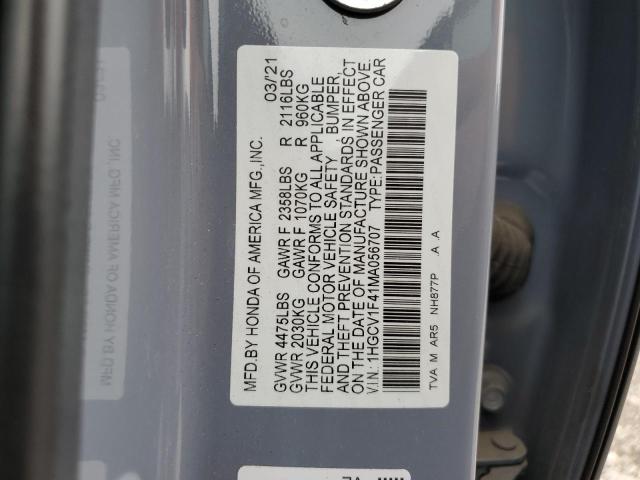 MFD.BY HONDA OF AMERICA MFG.,INC. 03/'21
GVWR 4475LBS GAWR F 2358LBS R 2116LBS
GVWR 2030KG GAWR F 1070KG R 960KG
THIS VEHICLE CONFORMS TO ALL APPLICABLE
FEDERAL MOTOR VEHICLE SAFETY BUMPER,
AND THEFT PREVENTION STANDARDS IN EFFECT
ON THE DATE OF MANUFACTURE SHOWN ABOVE.
V.I.N.: 1HGCV1F41MA056707 TYPE:PASSENGER CAR
TVA M AR5 NH877P .A .A